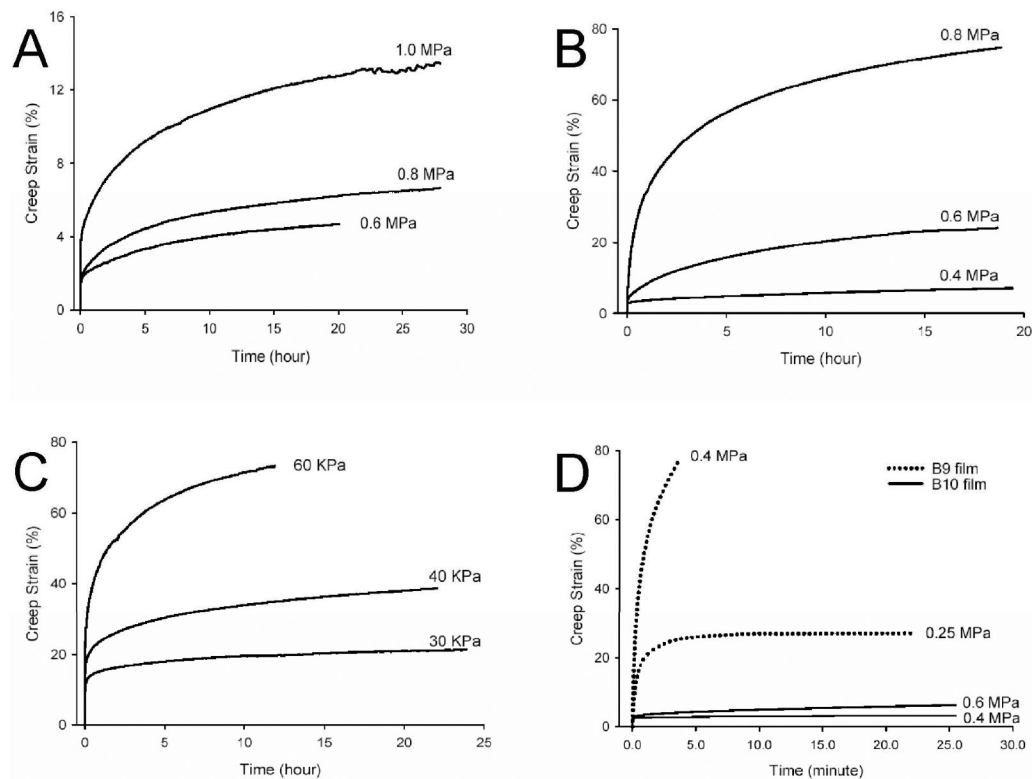 A
16
12
8
4
0
Creep Strain (%)
1.0 MPa
0.8 MPa
0.6 MPa
0 5 10 15 20 25 30
Time (hour)
B
80
60
40
20
0
Creep Strain (%)
0.8 MPa
0.6 MPa
0.4 MPa
0 5 10 15 20
Time (hour)
C
80
60
40
20
0
Creep Strain (%)
60 KPa
40 KPa
30 KPa
0 5 10 15 20 25
Time (hour)
D
80
60
40
20
0
Creep Strain (%)
0.4 MPa
B9 film
B10 film
0.25 MPa
0.6 MPa
0.4 MPa
0.0 5.0 10.0 15.0 20.0 25.0 30.0
Time (minute)